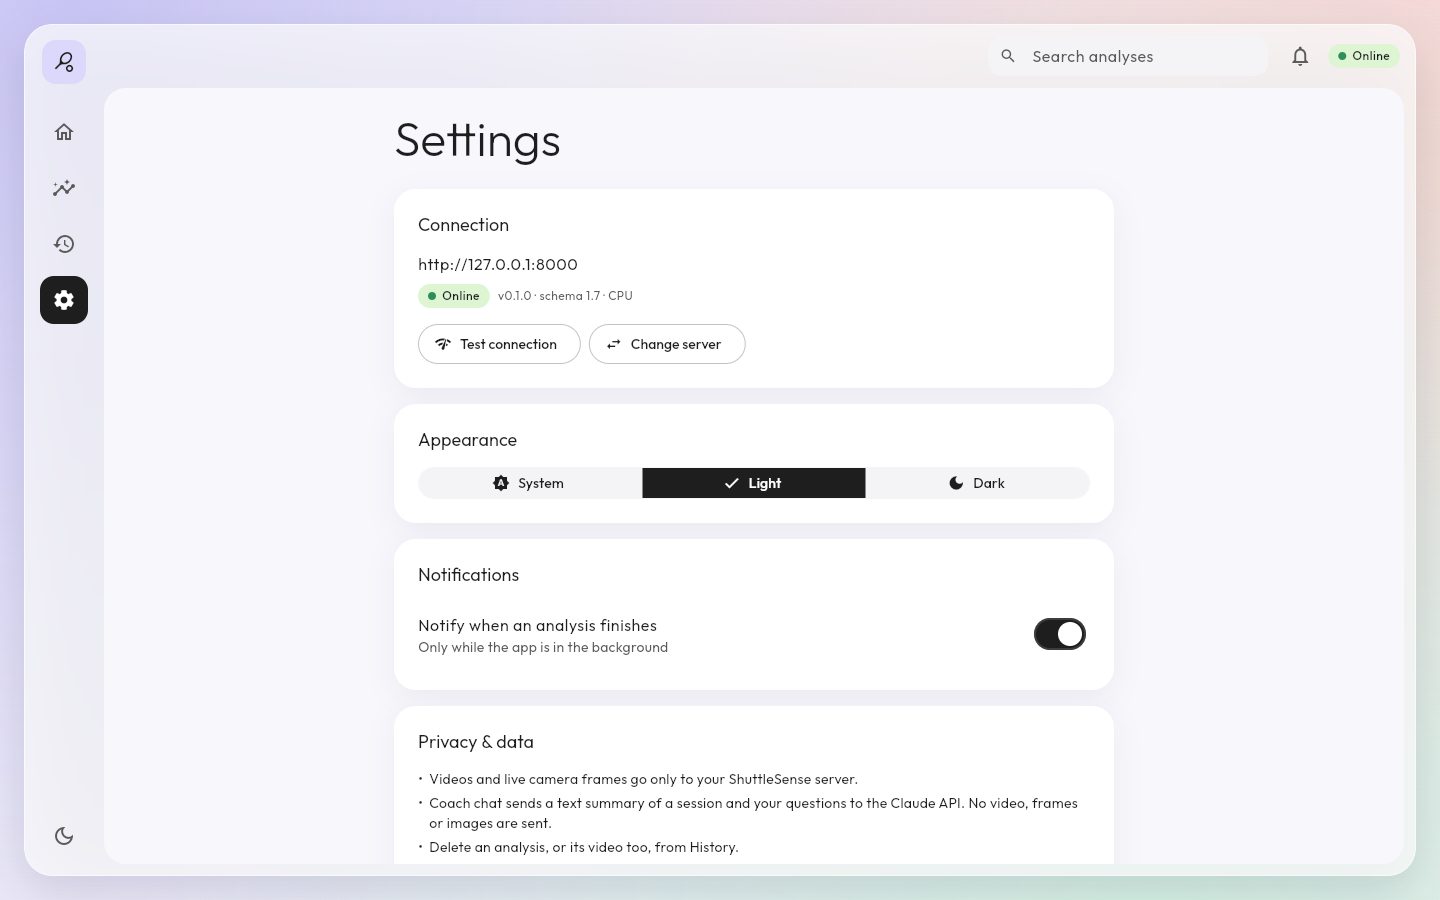 Search analyses
Online
Settings
Connection
http://127.0.0.1:8000
Online v0.1.0 · schema 1.7 · CPU
Test connection Change server
Appearance
System Light Dark
Notifications
Notify when an analysis finishes
Only while the app is in the background
Privacy & data
• Videos and live camera frames go only to your ShuttleSense server.
• Coach chat sends a text summary of a session and your questions to the Claude API. No video, frames
or images are sent.
• Delete an analysis, or its video too, from History.